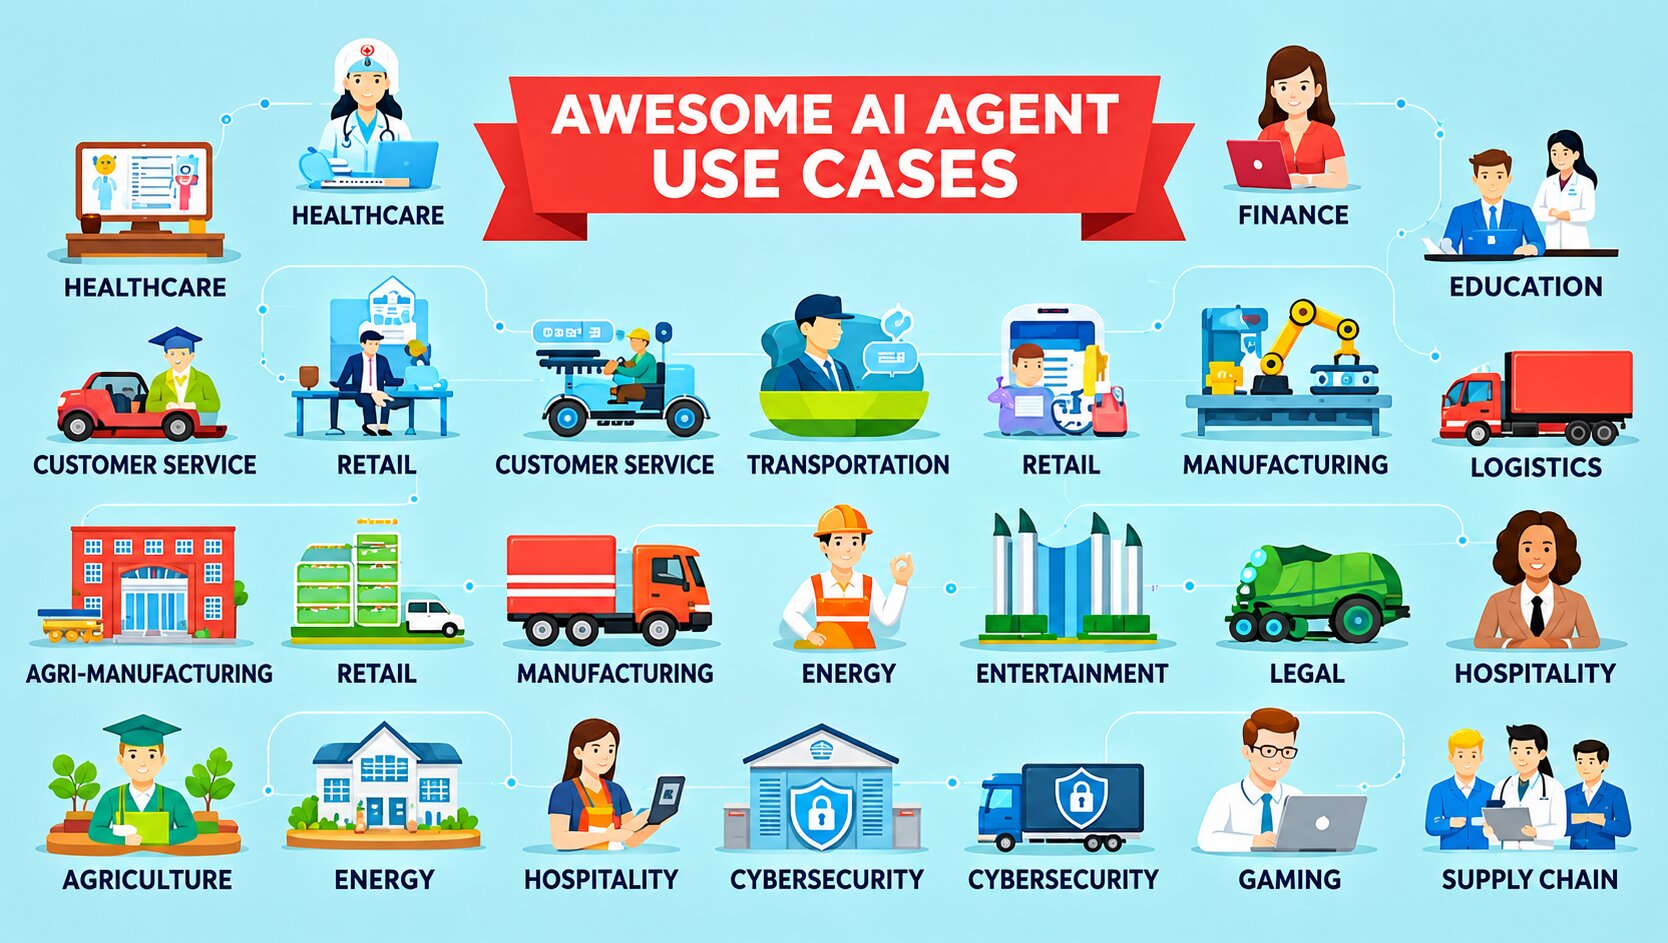 AWESOME AI AGENT
USE CASES
HEALTHCARE
FINANCE
HEALTHCARE
EDUCATION
CUSTOMER SERVICE
RETAIL
CUSTOMER SERVICE
TRANSPORTATION
RETAIL
MANUFACTURING
LOGISTICS
AGRI-MANUFACTURING
RETAIL
MANUFACTURING
ENERGY
ENTERTAINMENT
LEGAL
HOSPITALITY
AGRICULTURE
ENERGY
HOSPITALITY
CYBERSECURITY
CYBERSECURITY
GAMING
SUPPLY CHAIN